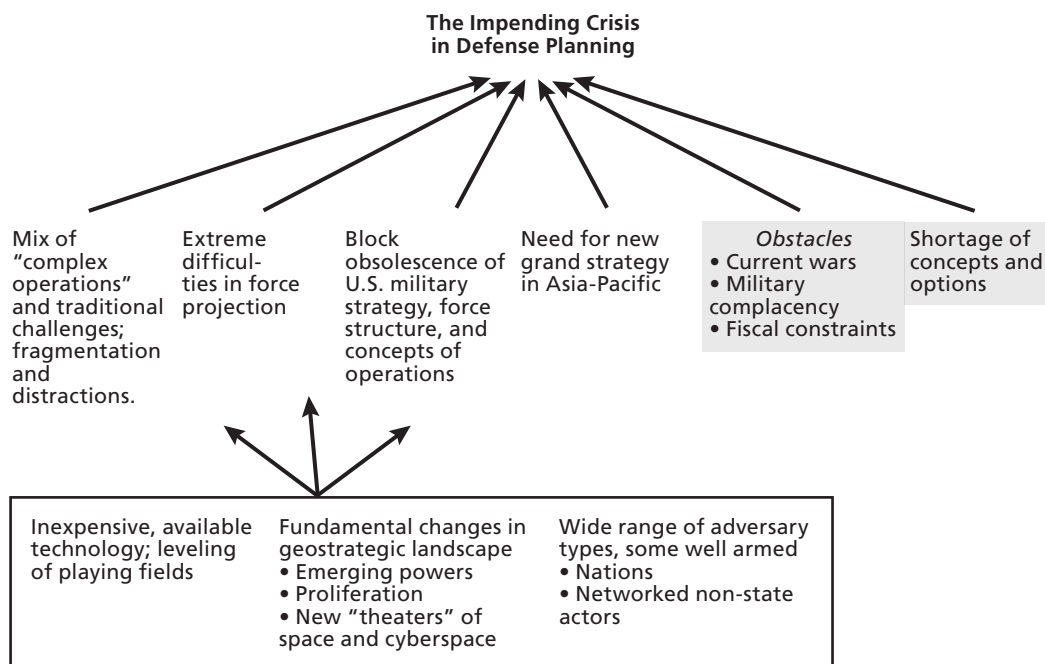 The Impending Crisis
in Defense Planning
Mix of
“complex
operations”
and traditional
challenges;
fragmentation
and
distractions.
Extreme
difficul-
ties in force
projection
Block
obsolescence of
U.S. military
strategy, force
structure, and
concepts of
operations
Need for new
grand strategy
in Asia-Pacific
Obstacles
• Current wars
• Military
complacency
• Fiscal constraints
Shortage of
concepts and
options
Inexpensive, available
technology; leveling
of playing fields
Fundamental changes in
geostrategic landscape
• Emerging powers
• Proliferation
• New “theaters” of
space and cyberspace
Wide range of adversary
types, some well armed
• Nations
• Networked non-state
actors